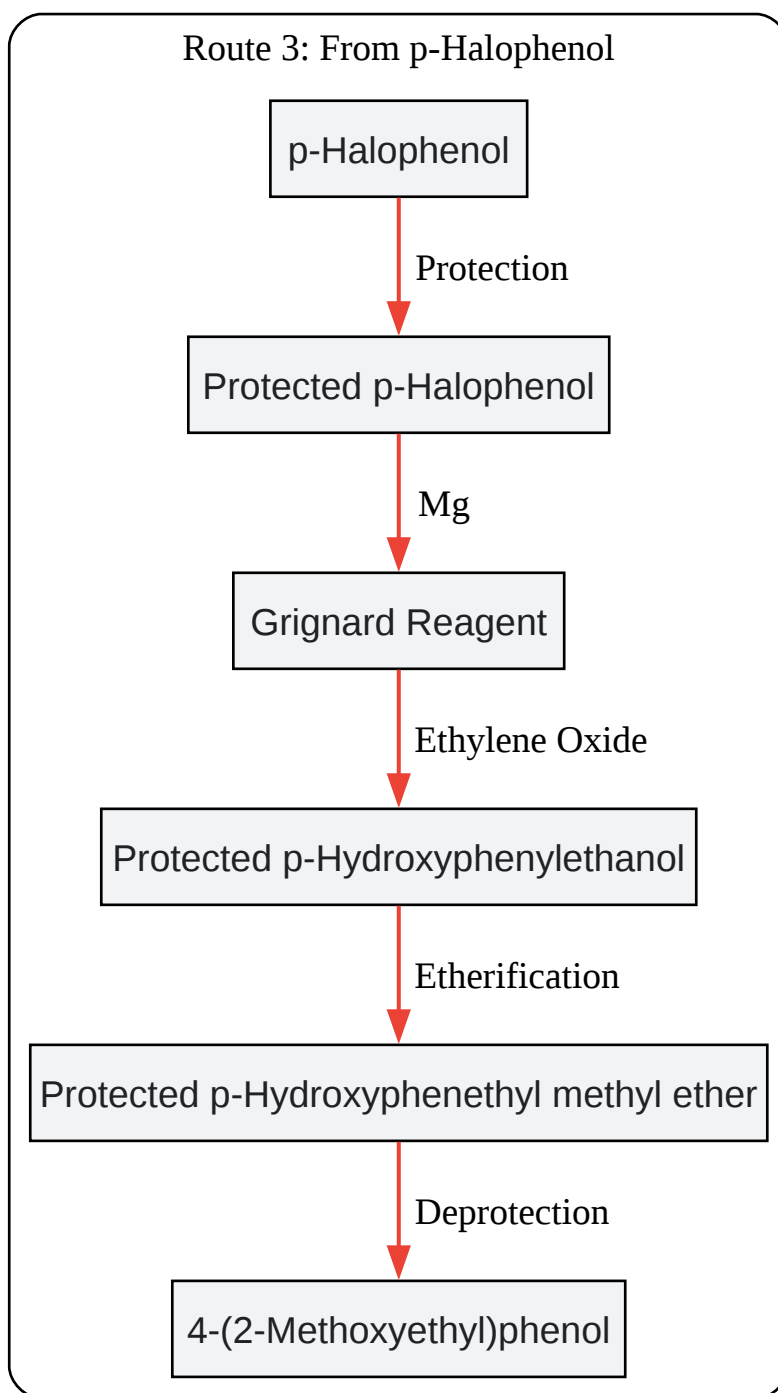 Route 3: From p-Halophenol
p-Halophenol
Protection
Protected p-Halophenol
Mg
Grignard Reagent
Ethylene Oxide
Protected p-Hydroxyphenylethanol
Etherification
Protected p-Hydroxyphenethyl methyl ether
Deprotection
4-(2-Methoxyethyl)phenol